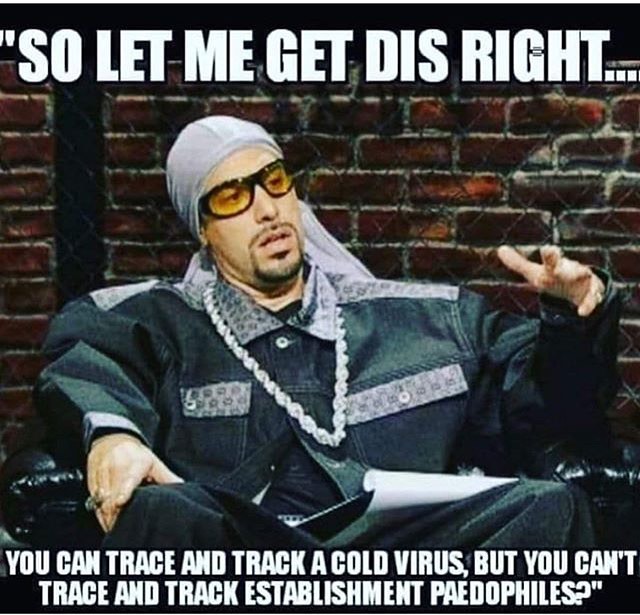 "SO LET ME GET DIS RIGHT...
YOU CAN TRACE AND TRACK A COLD VIRUS, BUT YOU CAN'T
TRACE AND TRACK ESTABLISHMENT PAEDOPHILES?"